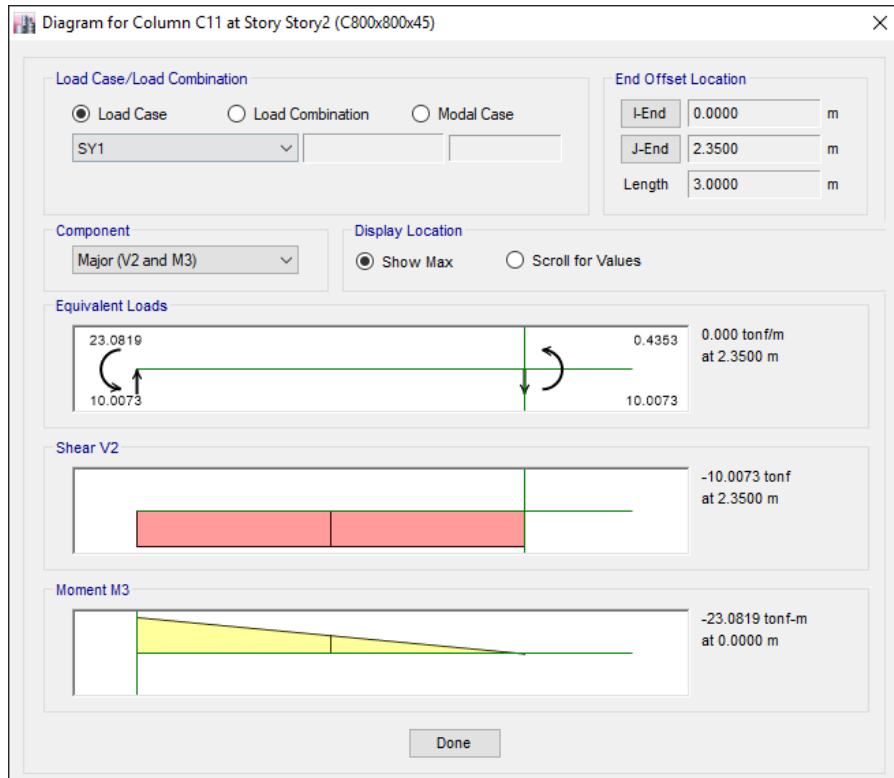 Diagram for Column C11 at Story Story2 (C800x800x45)
Load Case/Load Combination
Load Case
Load Combination
Modal Case
SY1
End Offset Location
I-End
0.0000
m
J-End
2.3500
m
Length
3.0000
m
Component
Major (V2 and M3)
Display Location
Show Max
Scroll for Values
Equivalent Loads
23.0819
0.4353
10.0073
10.0073
0.000 tonf/m
at 2.3500 m
Shear V2
-10.0073 tonf
at 2.3500 m
Moment M3
-23.0819 tonf-m
at 0.0000 m
Done